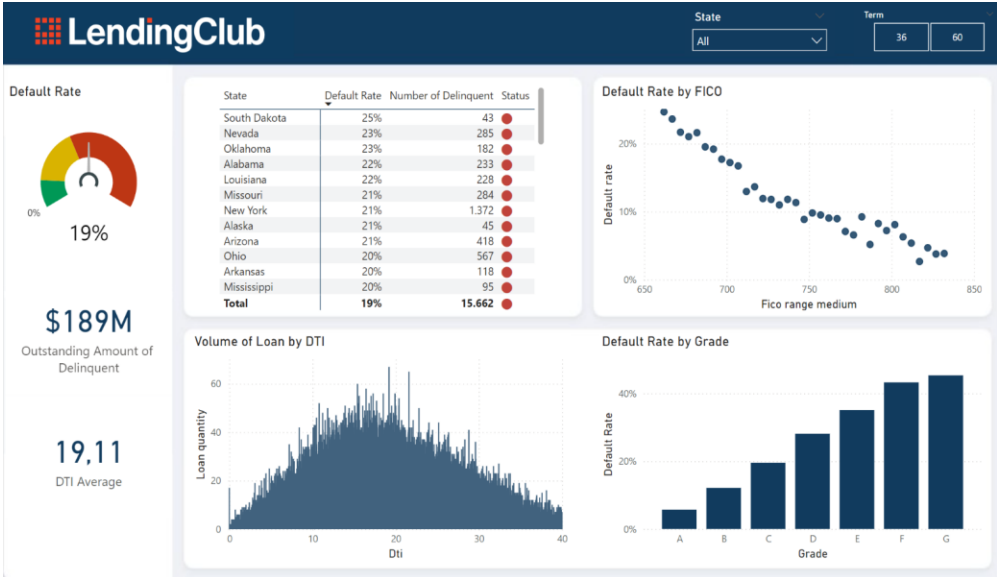 LendingClub
State
All
Term
36 60
Default Rate
0%
19%
$189M
Outstanding Amount of
Delinquent
19,11
DTI Average
State Default Rate Number of Delinquent Status
South Dakota 25% 43
Nevada 23% 285
Oklahoma 23% 182
Alabama 22% 233
Louisiana 22% 228
Missouri 21% 284
New York 21% 1.372
Alaska 21% 45
Arizona 21% 418
Ohio 20% 567
Arkansas 20% 118
Mississippi 20% 95
Total 19% 15.662
Default Rate by FICO
Default rate
20%
10%
0%
650 700 750 800 850
Fico range medium
Volume of Loan by DTI
Loan quantity
60
40
20
0
0 10 20 30 40
Dti
Default Rate by Grade
Default Rate
40%
20%
0%
A B C D E F G
Grade